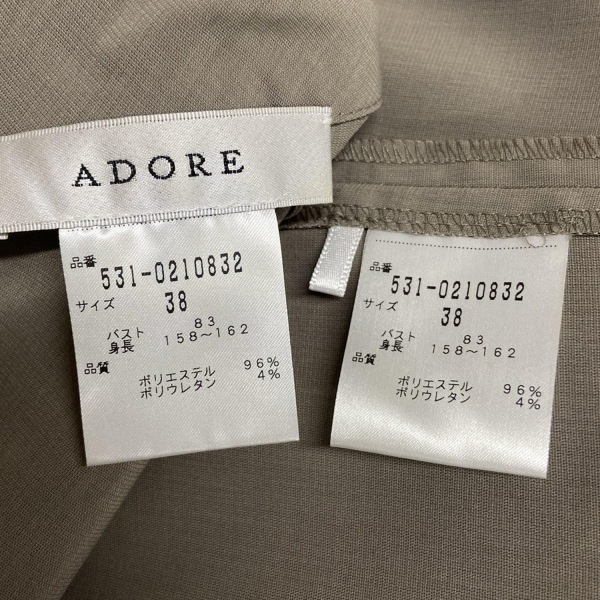 ADORE
品番
531-0210832
サイズ
38
バスト 83
身長 158～162
品質
ポリエステル 96%
ポリウレタン 4%
品番
531-0210832
サイズ
38
バスト 83
身長 158～162
品質
ポリエステル 96%
ポリウレタン 4%